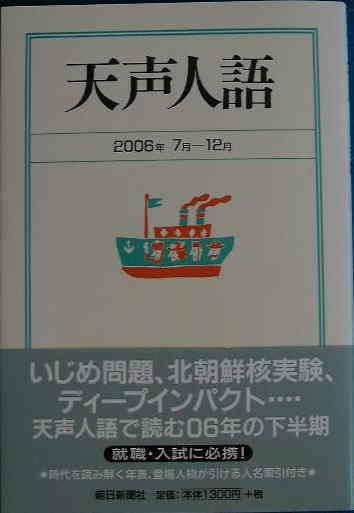 天声人語
2006年 7月―12月
いじめ問題、北朝鮮核実験、
ディープインパクト‥‥
天声人語で読む06年の下半期
就職・入試に必携!
*時代を読み解く年表、登場人物が引ける人名索引付き*
朝日新聞社 定価:本体1300円+税